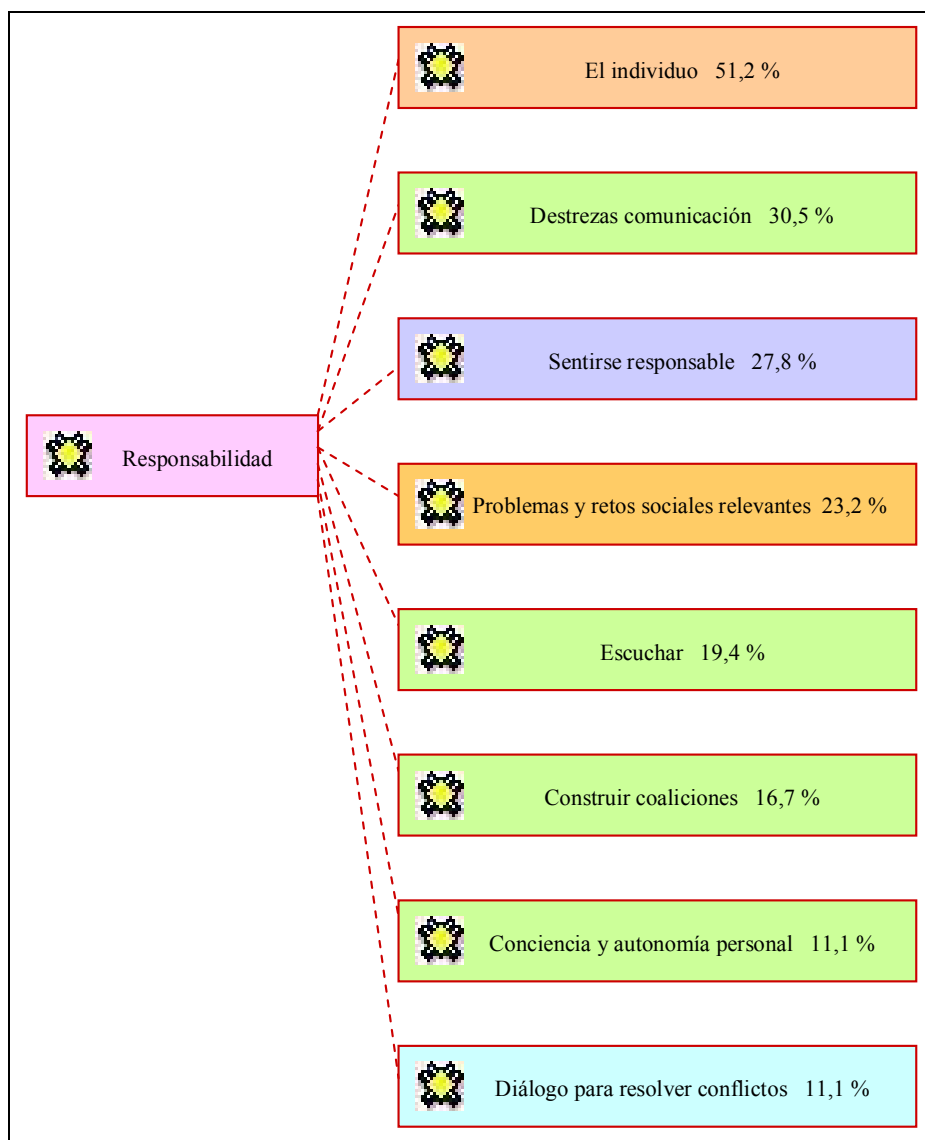 El individuo 51,2 %
Destrezas comunicación 30,5 %
Sentirse responsable 27,8 %
Responsabilidad
Problemas y retos sociales relevantes 23,2 %
Escuchar 19,4 %
Construir coaliciones 16,7 %
Conciencia y autonomía personal 11,1 %
Diálogo para resolver conflictos 11,1 %